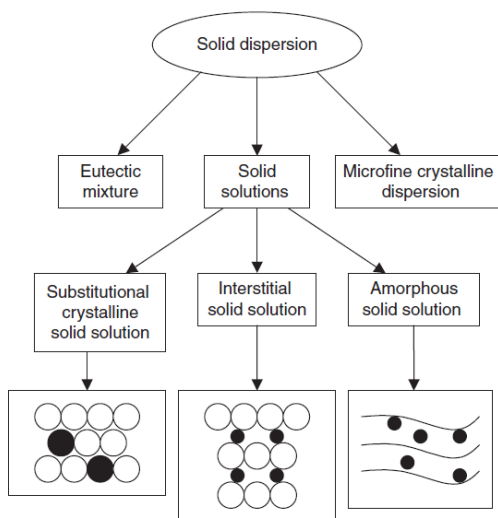 Solid dispersion
Eutectic
mixture
Solid
solutions
Microfine crystalline
dispersion
Substitutional
crystalline
solid solution
Interstitial
solid solution
Amorphous
solid solution